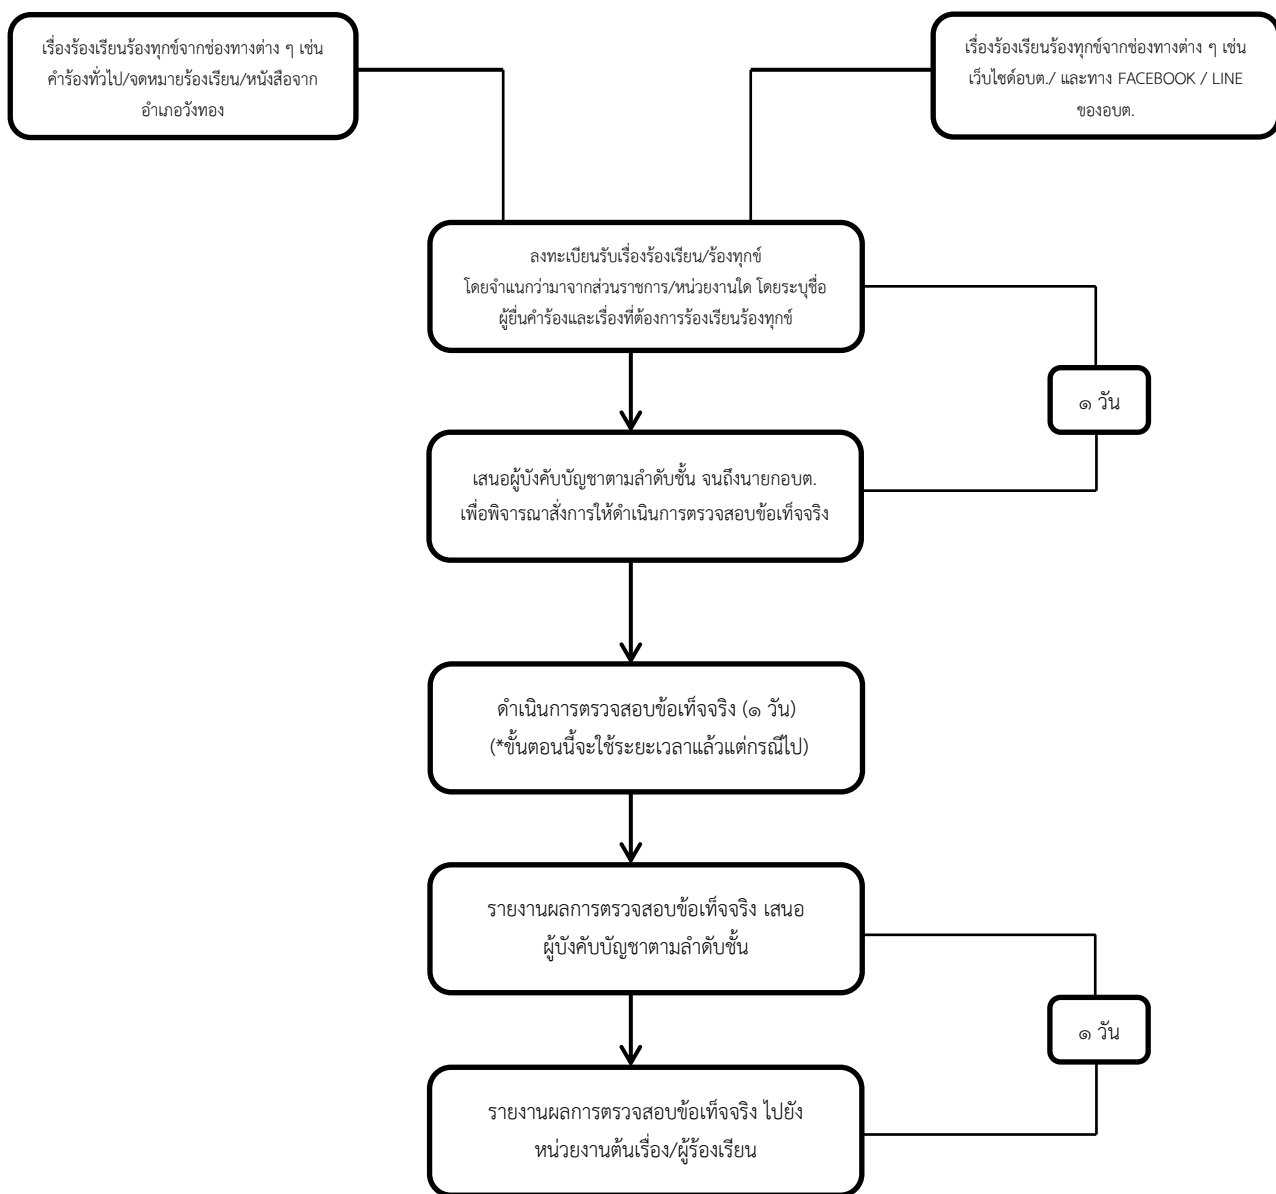 เรื่องร้องเรียนร้องทุกข์จากช่องทางต่าง ๆ เช่น
คำร้องทั่วไป/จดหมายร้องเรียน/หนังสือจาก
อำเภอวังทอง
เรื่องร้องเรียนร้องทุกข์จากช่องทางต่าง ๆ เช่น
เว็บไซด์อบต./ และทาง FACEBOOK / LINE
ของอบต.
ลงทะเบียนรับเรื่องร้องเรียน/ร้องทุกข์
โดยจำแนกว่ามาจากส่วนราชการ/หน่วยงานใด โดยระบุชื่อ
ผู้ยื่นคำร้องและเรื่องที่ต้องการร้องเรียนร้องทุกข์
๑ วัน
เสนอผู้บังคับบัญชาตามลำดับชั้น จนถึงนายกอบต.
เพื่อพิจารณาสั่งการให้ดำเนินการตรวจสอบข้อเท็จจริง
ดำเนินการตรวจสอบข้อเท็จจริง (๑ วัน)
(*ขั้นตอนนี้จะใช้ระยะเวลาแล้วแต่กรณีไป)
รายงานผลการตรวจสอบข้อเท็จจริง เสนอ
ผู้บังคับบัญชาตามลำดับชั้น
๑ วัน
รายงานผลการตรวจสอบข้อเท็จจริง ไปยัง
หน่วยงานต้นเรื่อง/ผู้ร้องเรียน